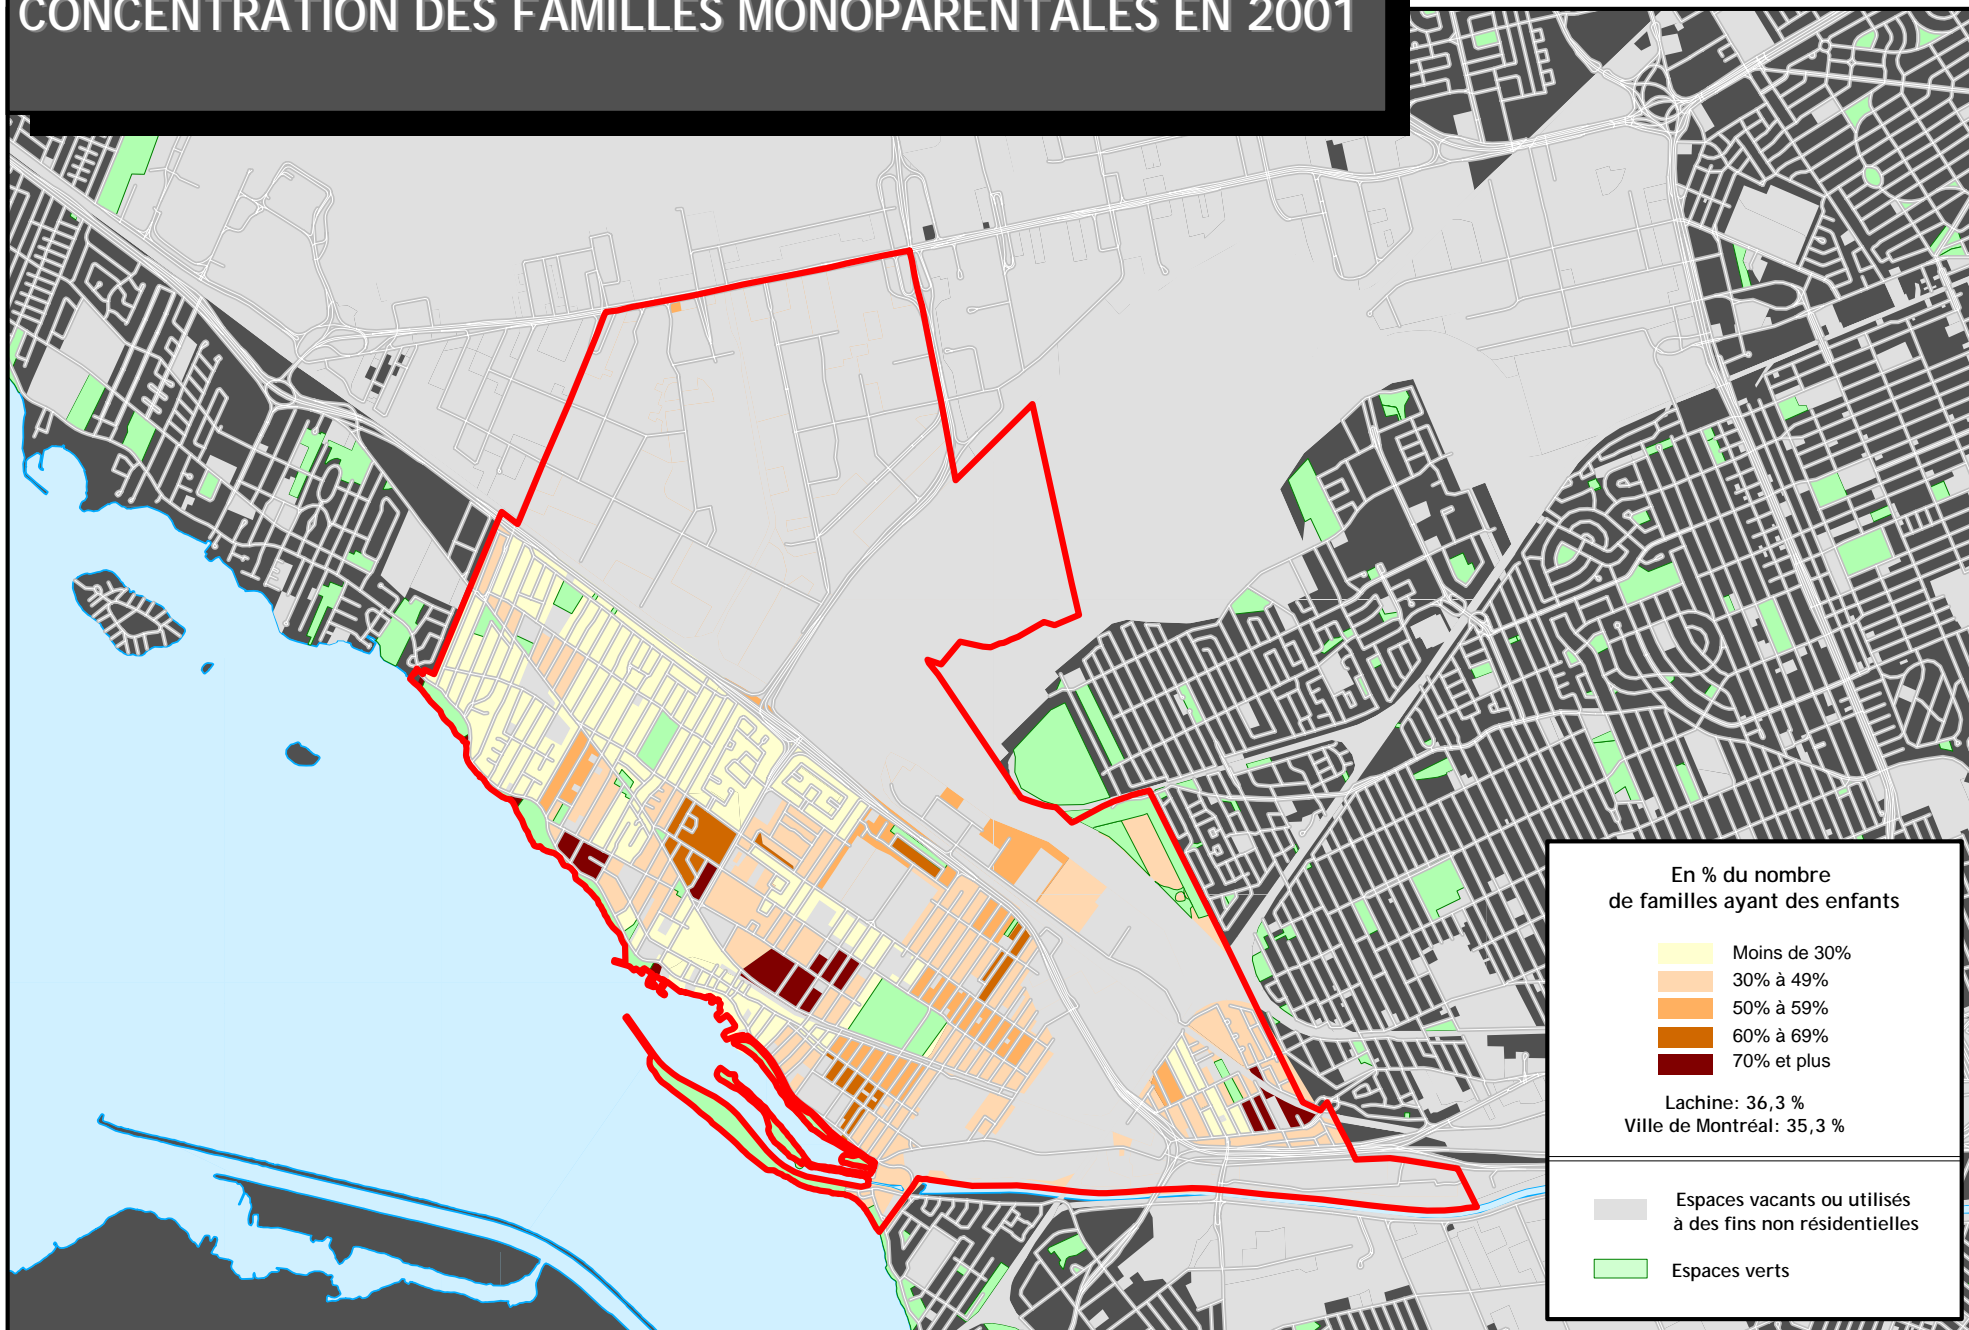 CONCENTRATION DES FAMILLES MONOPARENTALES EN 2001
En % du nombre
de familles ayant des enfants
Moins de 30%
30% à 49%
50% à 59%
60% à 69%
70% et plus
Lachine: 36,3 %
Ville de Montréal: 35,3 %
Espaces vacants ou utilisés
à des fins non résidentielles
Espaces verts